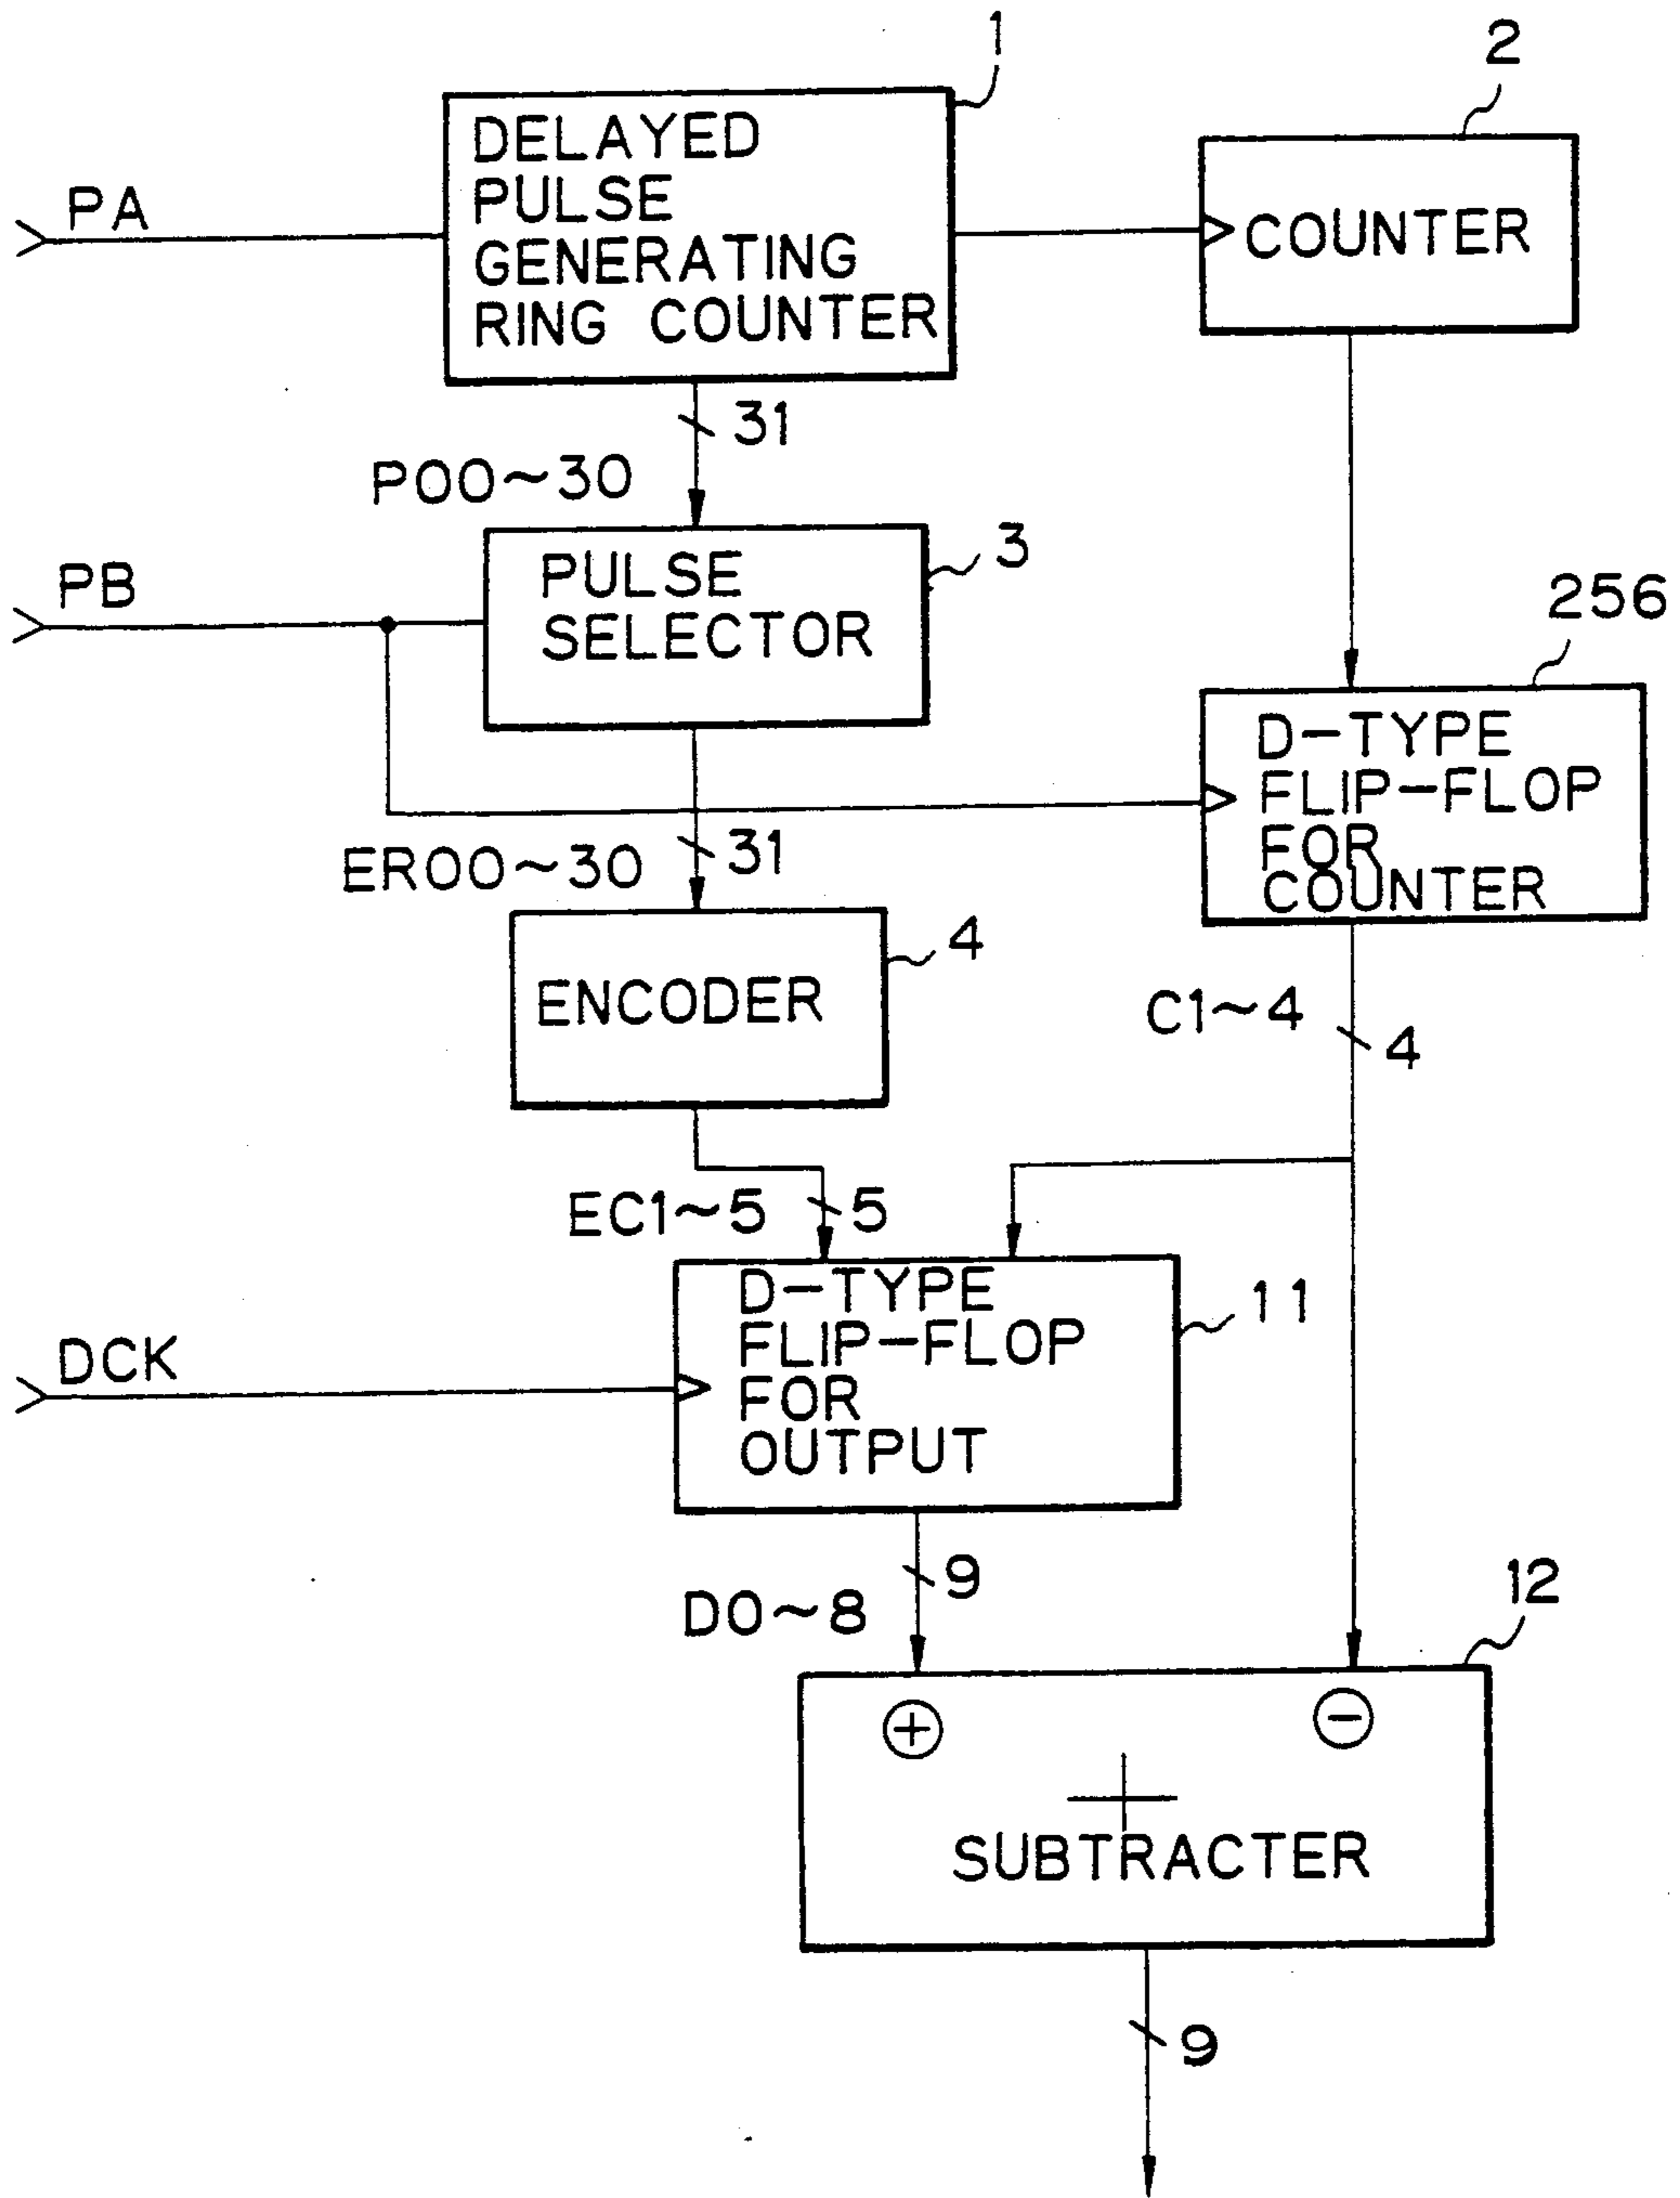 1
2
DELAYED
PULSE
GENERATING
RING COUNTER
PA
COUNTER
31
P00~30
3
PB
PULSE
SELECTOR
256
D-TYPE
FLIP-FLOP
FOR
COUNTER
31
ER00~30
4
ENCODER
C1~4
4
EC1~5
5
D-TYPE
FLIP-FLOP
FOR
OUTPUT
11
DCK
9
D0~8
12
+
−
SUBTRACTER
9